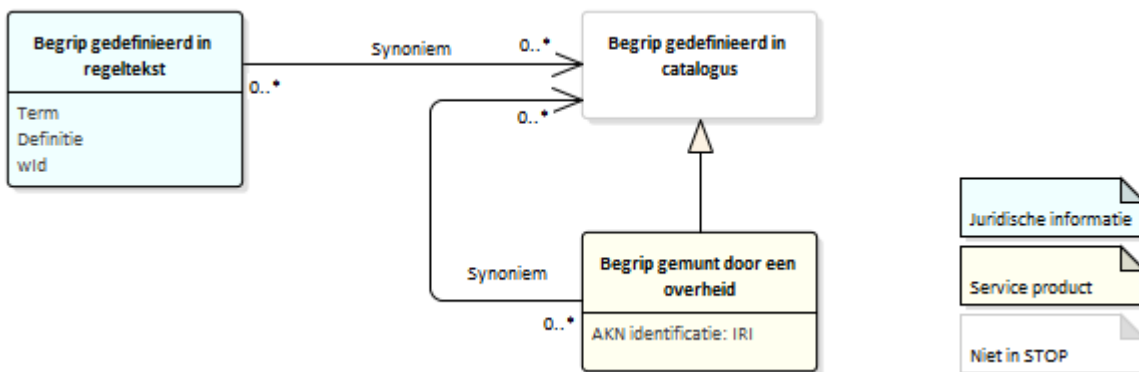 Begrip gedefinieerd in
regeltekst
Term
Definitie
wId
Synoniem
0..*
0..*
Begrip gedefinieerd in
catalogus
0..*
Synoniem
0..*
Begrip gemunt door een
overheid
AKN identificatie: IRI
Juridische informatie
Service product
Niet in STOP